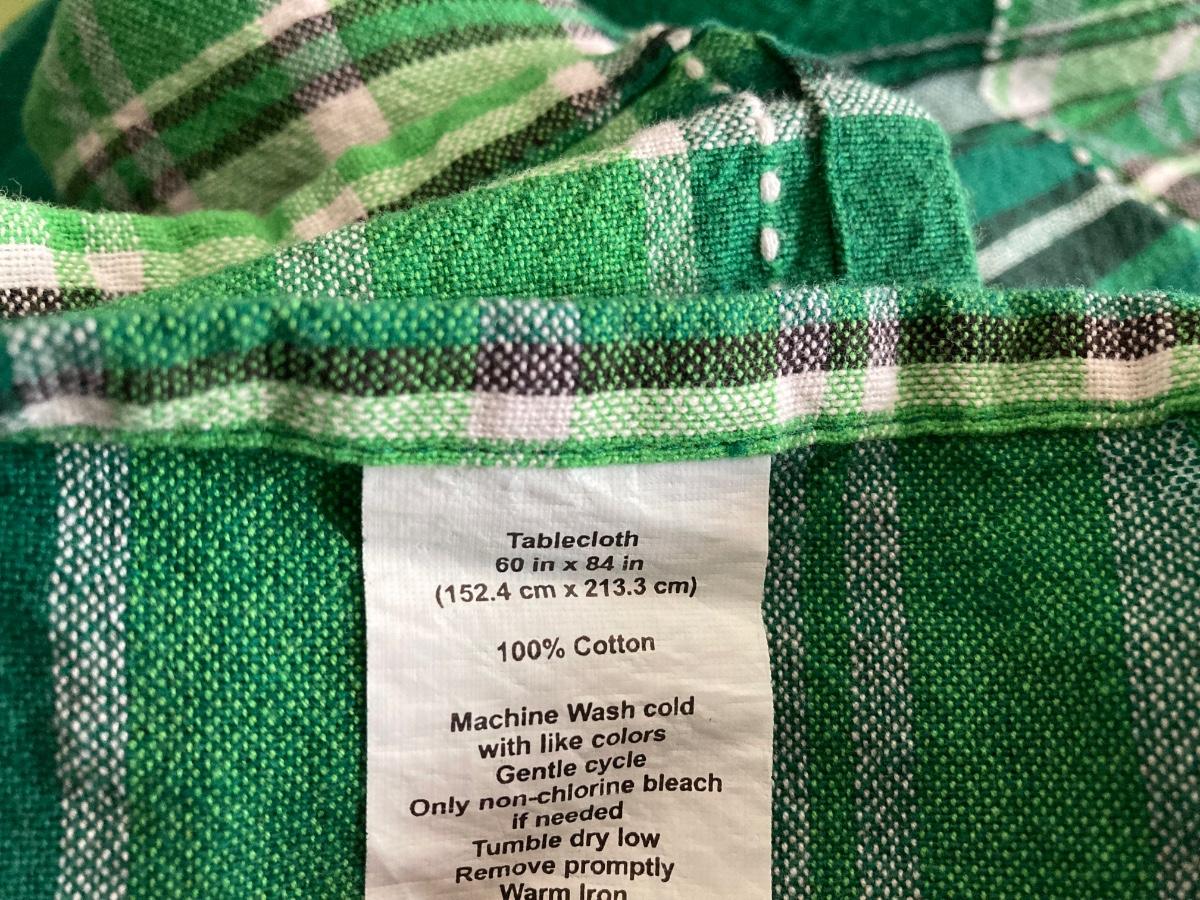 Tablecloth
60 in x 84 in
(152.4 cm x 213.3 cm)
100% Cotton
Machine Wash cold
with like colors
Gentle cycle
Only non-chlorine bleach
if needed
Tumble dry low
Remove promptly
Warm Iron